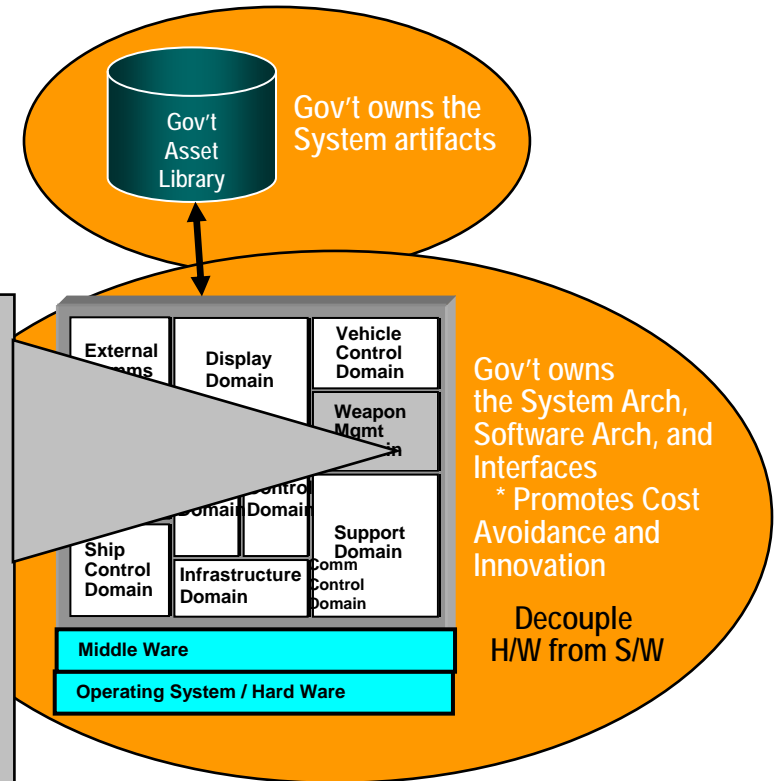 Gov't
Asset
Library
Gov't owns the
System artifacts
External
Display
Domain
Vehicle
Control
Domain
Weapon
Mgmt
Domain
Domain
Ship
Control
Domain
Infrastructure
Domain
Support
Domain
Comm
Control
Domain
Gov't owns
the System Arch,
Software Arch, and
Interfaces
* Promotes Cost
Avoidance and
Innovation
Decouple
H/W from S/W
Middle Ware
Operating System / Hard Ware